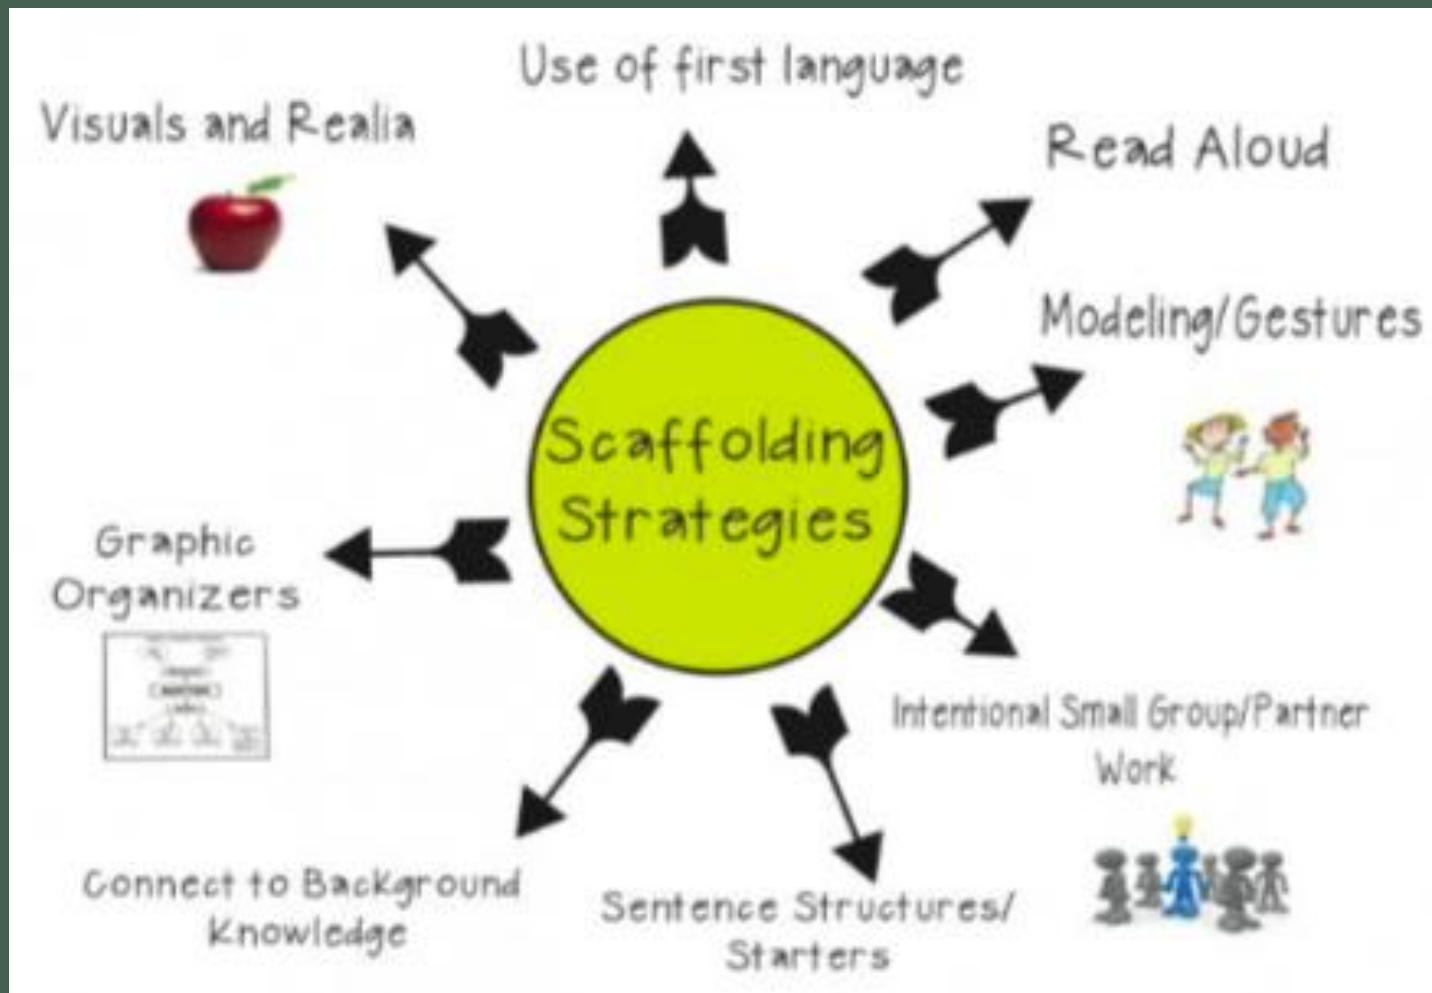 Use of first language
Visuals and Realia
Read Aloud
Modeling/Gestures
Scaffolding
Strategies
Graphic
Organizers
Intentional Small Group/Partner
Work
Connect to Background
Knowledge
Sentence Structures/
Starters